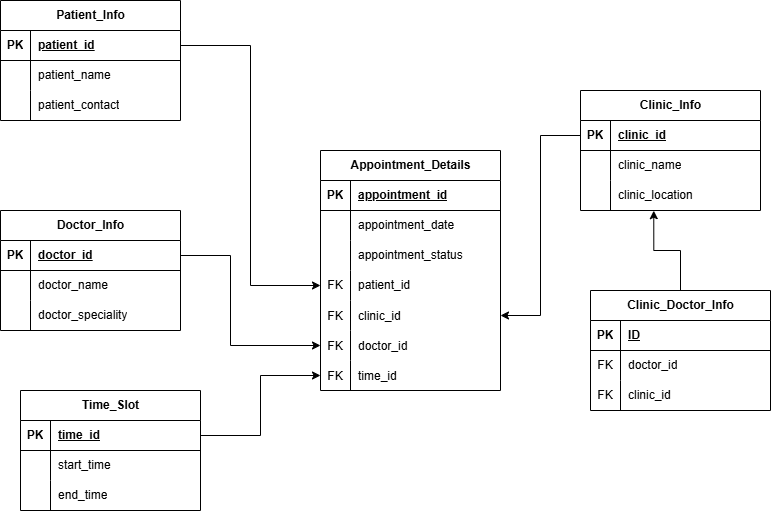 Patient_Info
PK patient_id
patient_name
patient_contact
Doctor_Info
PK doctor_id
doctor_name
doctor_speciality
Time_Slot
PK time_id
start_time
end_time
Appointment_Details
PK appointment_id
appointment_date
appointment_status
FK patient_id
FK clinic_id
FK doctor_id
FK time_id
Clinic_Info
PK clinic_id
clinic_name
clinic_location
Clinic_Doctor_Info
PK ID
FK doctor_id
FK clinic_id